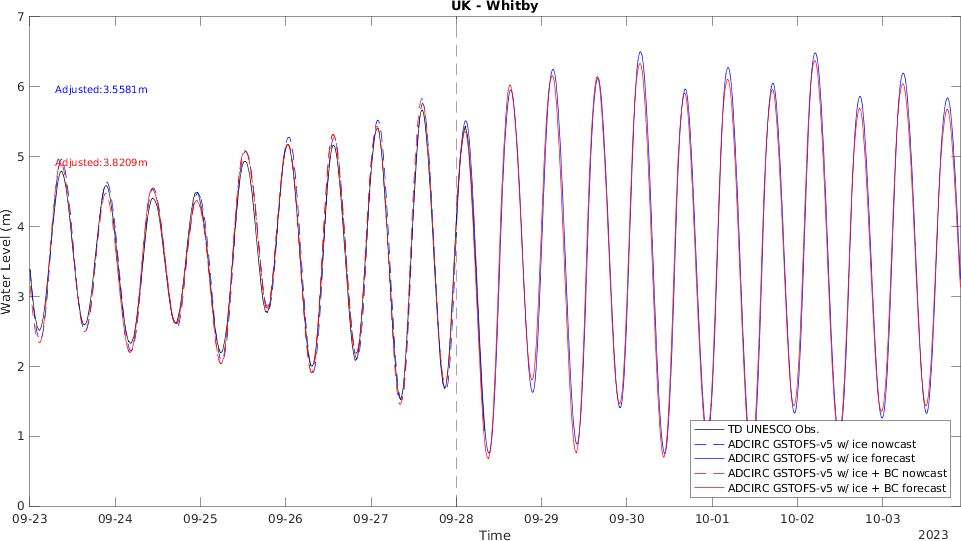 UK - Whitby
7
6
5
4
3
2
1
0
Water Level (m)
Adjusted:3.5581m
Adjusted:3.8209m
TD UNESCO Obs.
ADCIRC GSTOFS-v5 w/ ice nowcast
ADCIRC GSTOFS-v5 w/ ice forecast
ADCIRC GSTOFS-v5 w/ ice + BC nowcast
ADCIRC GSTOFS-v5 w/ ice + BC forecast
09-23 09-24 09-25 09-26 09-27 09-28 09-29 09-30 10-01 10-02 10-03
Time
2023